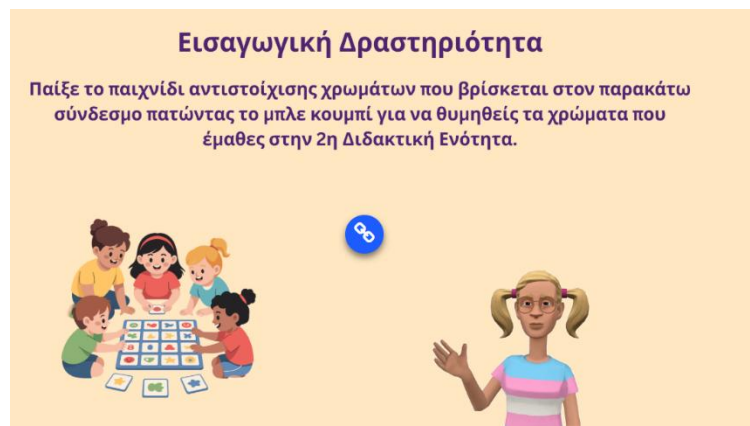 Εισαγωγική Δραστηριότητα
Παίξε το παιχνίδι αντιστοίχισης χρωμάτων που βρίσκεται στον παρακάτω
σύνδεσμο πατώντας το μπλε κουμπί για να θυμηθείς τα χρώματα που
έμαθες στην 2η Διδακτική Ενότητα.